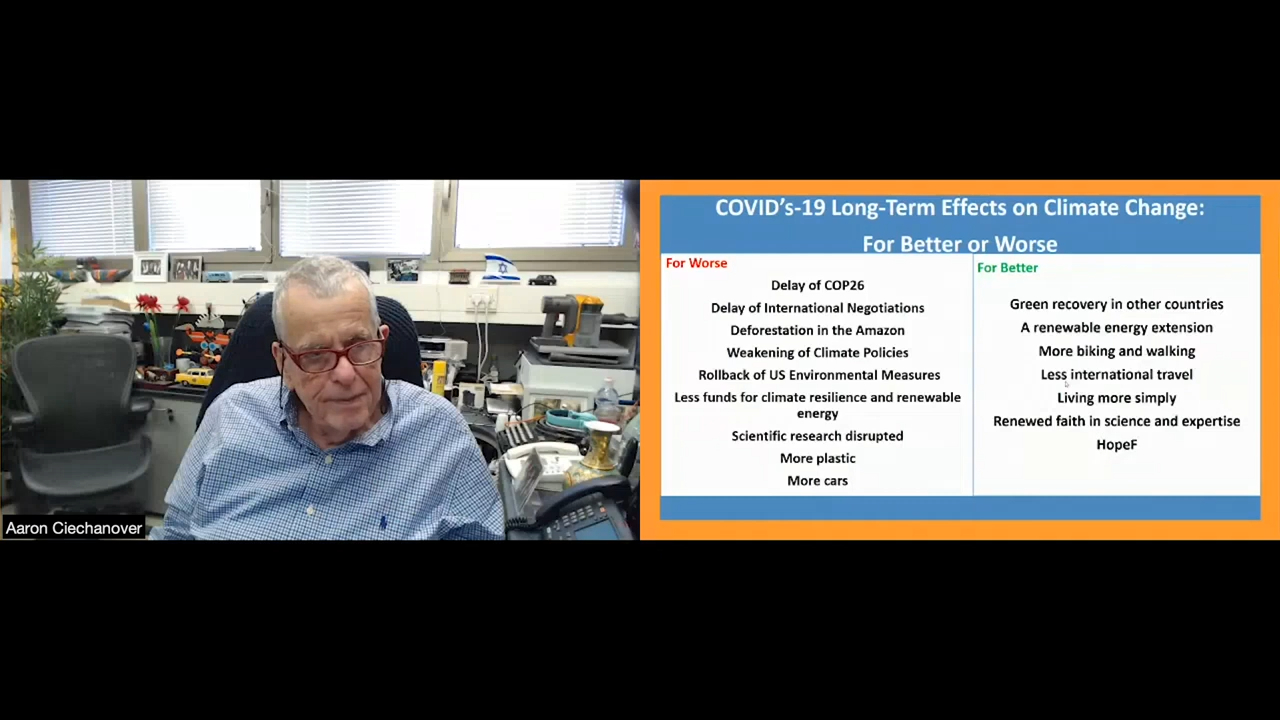 Aaron Ciechanover
COVID's-19 Long-Term Effects on Climate Change:
For Better or Worse
For Worse
Delay of COP26
Delay of International Negotiations
Deforestation in the Amazon
Weakening of Climate Policies
Rollback of US Environmental Measures
Less funds for climate resilience and renewable
energy
Scientific research disrupted
More plastic
More cars
For Better
Green recovery in other countries
A renewable energy extension
More biking and walking
Less international travel
Living more simply
Renewed faith in science and expertise
HopeF